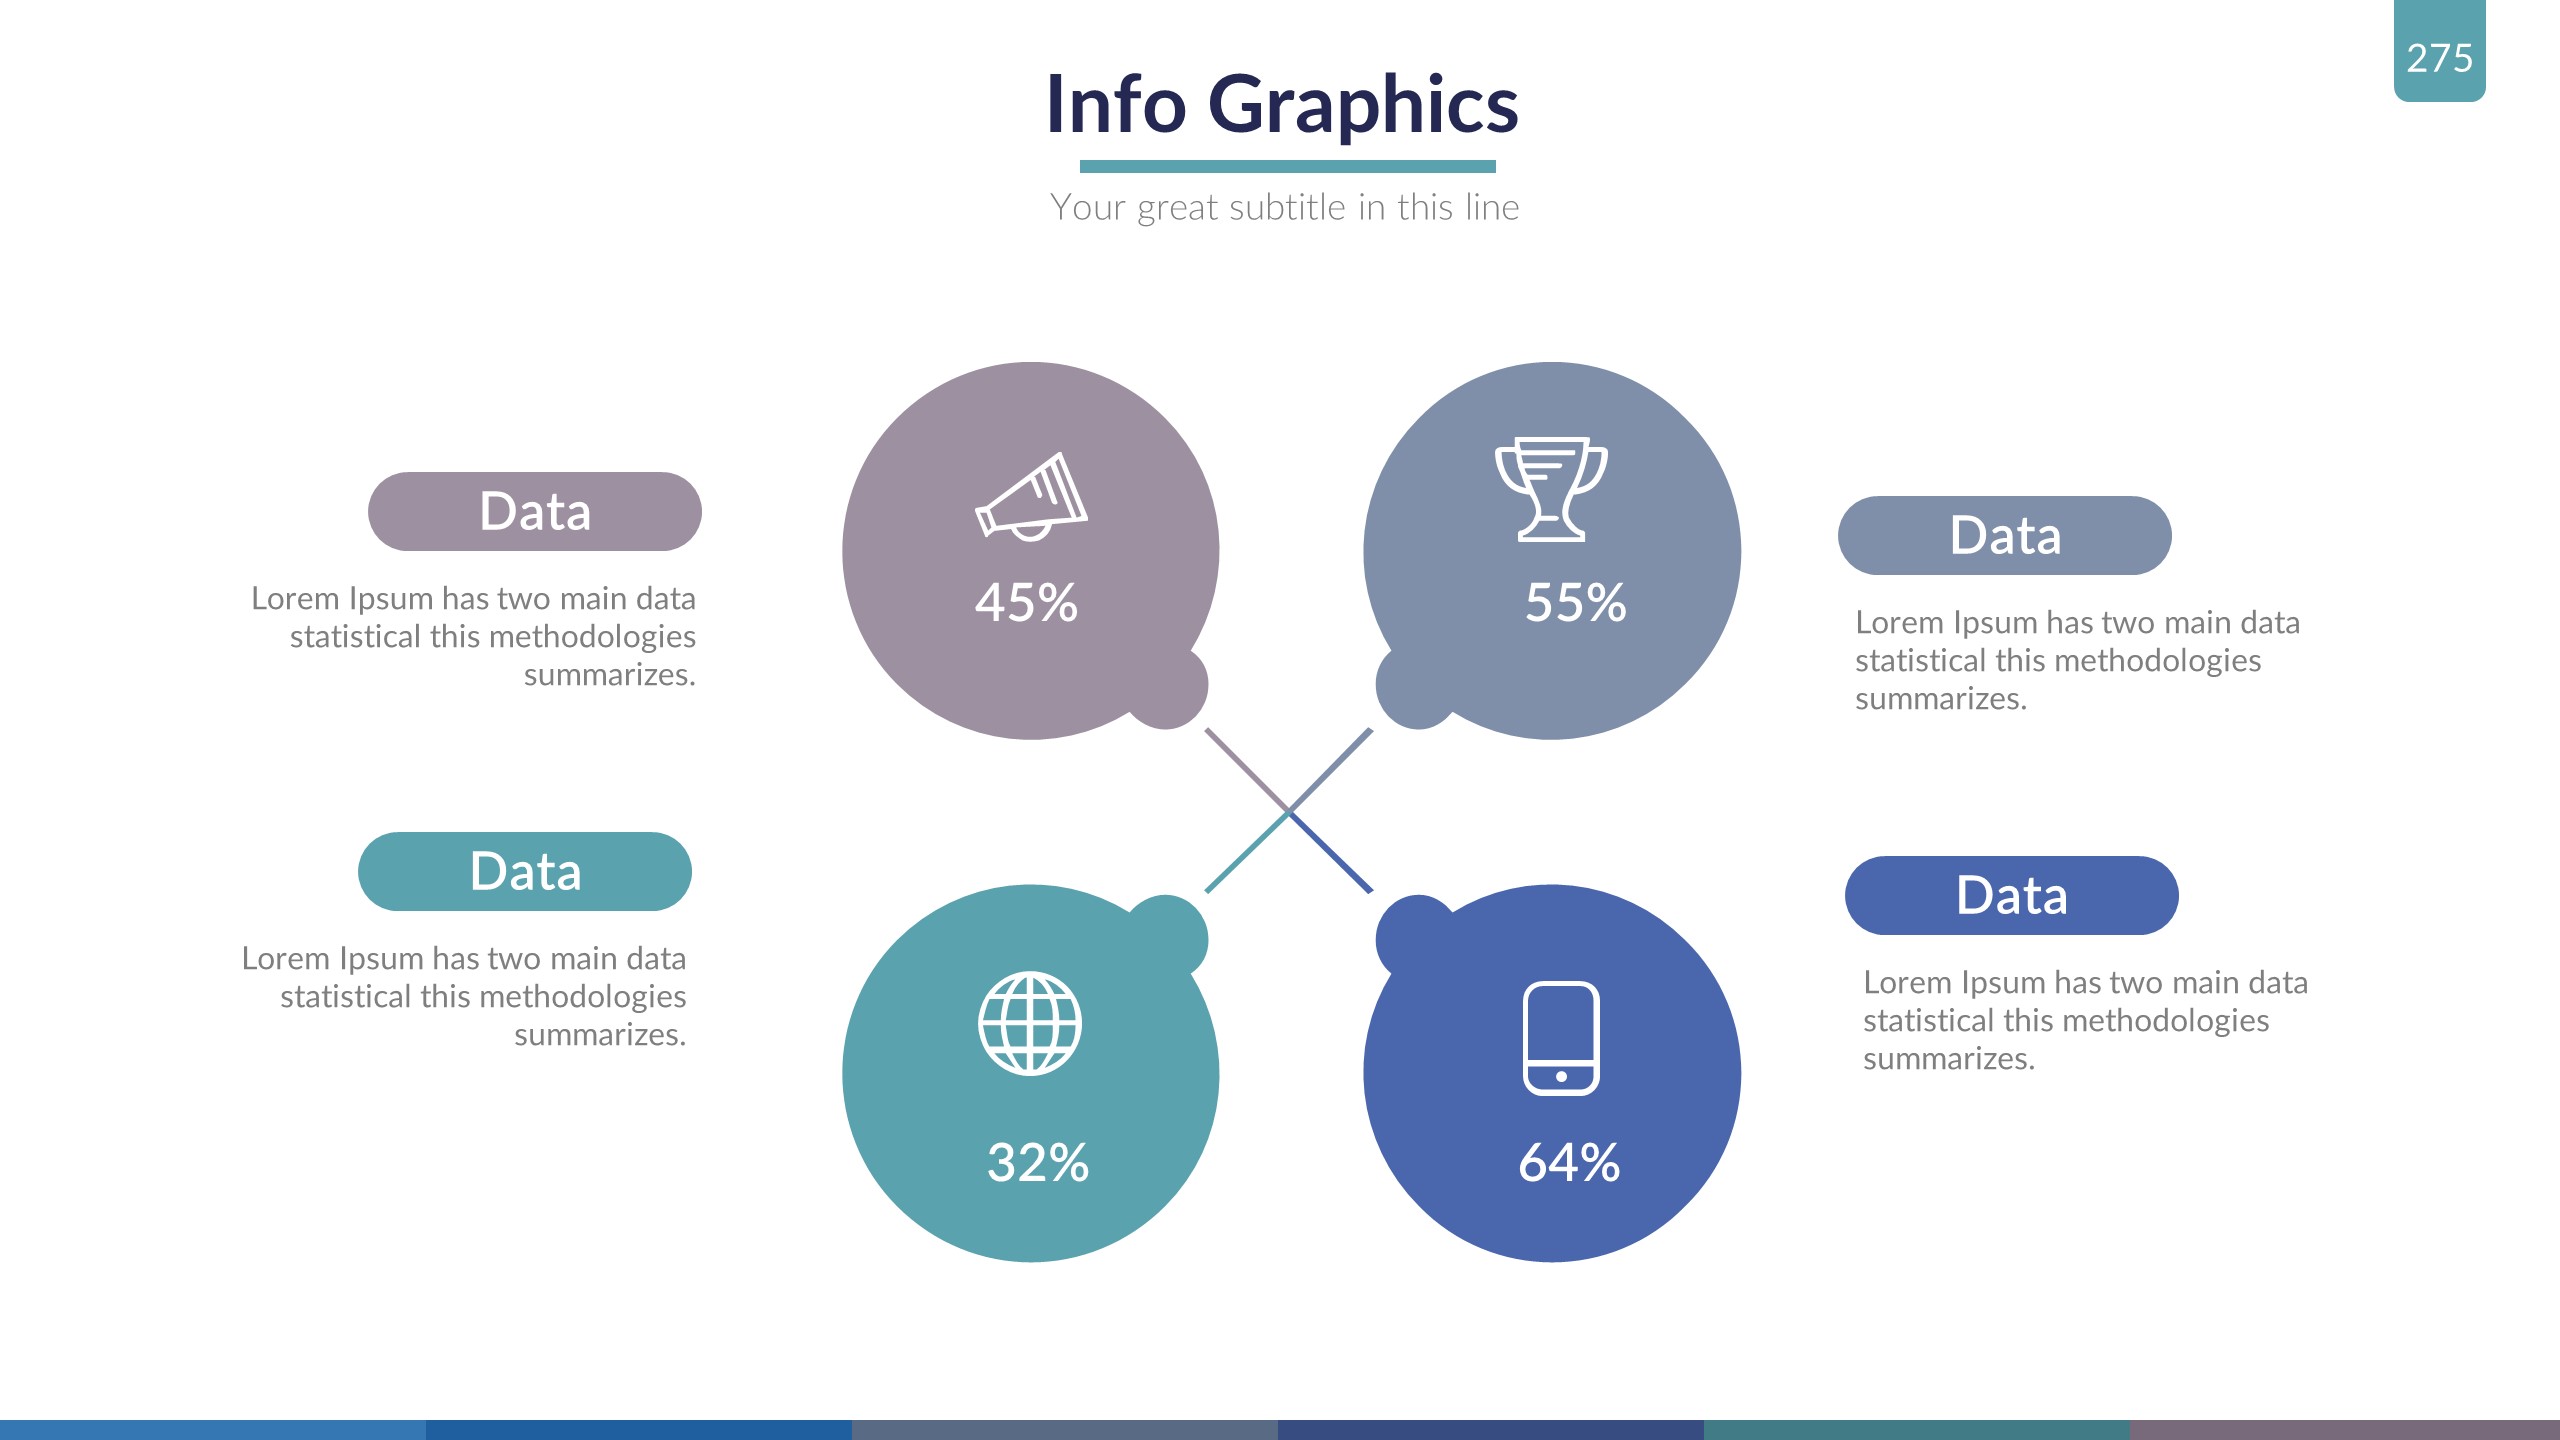 275
Info Graphics
Your great subtitle in this line
Data
Lorem Ipsum has two main data
statistical this methodologies
summarizes.
45%
55%
Data
Lorem Ipsum has two main data
statistical this methodologies
summarizes.
Data
Lorem Ipsum has two main data
statistical this methodologies
summarizes.
32%
64%
Data
Lorem Ipsum has two main data
statistical this methodologies
summarizes.